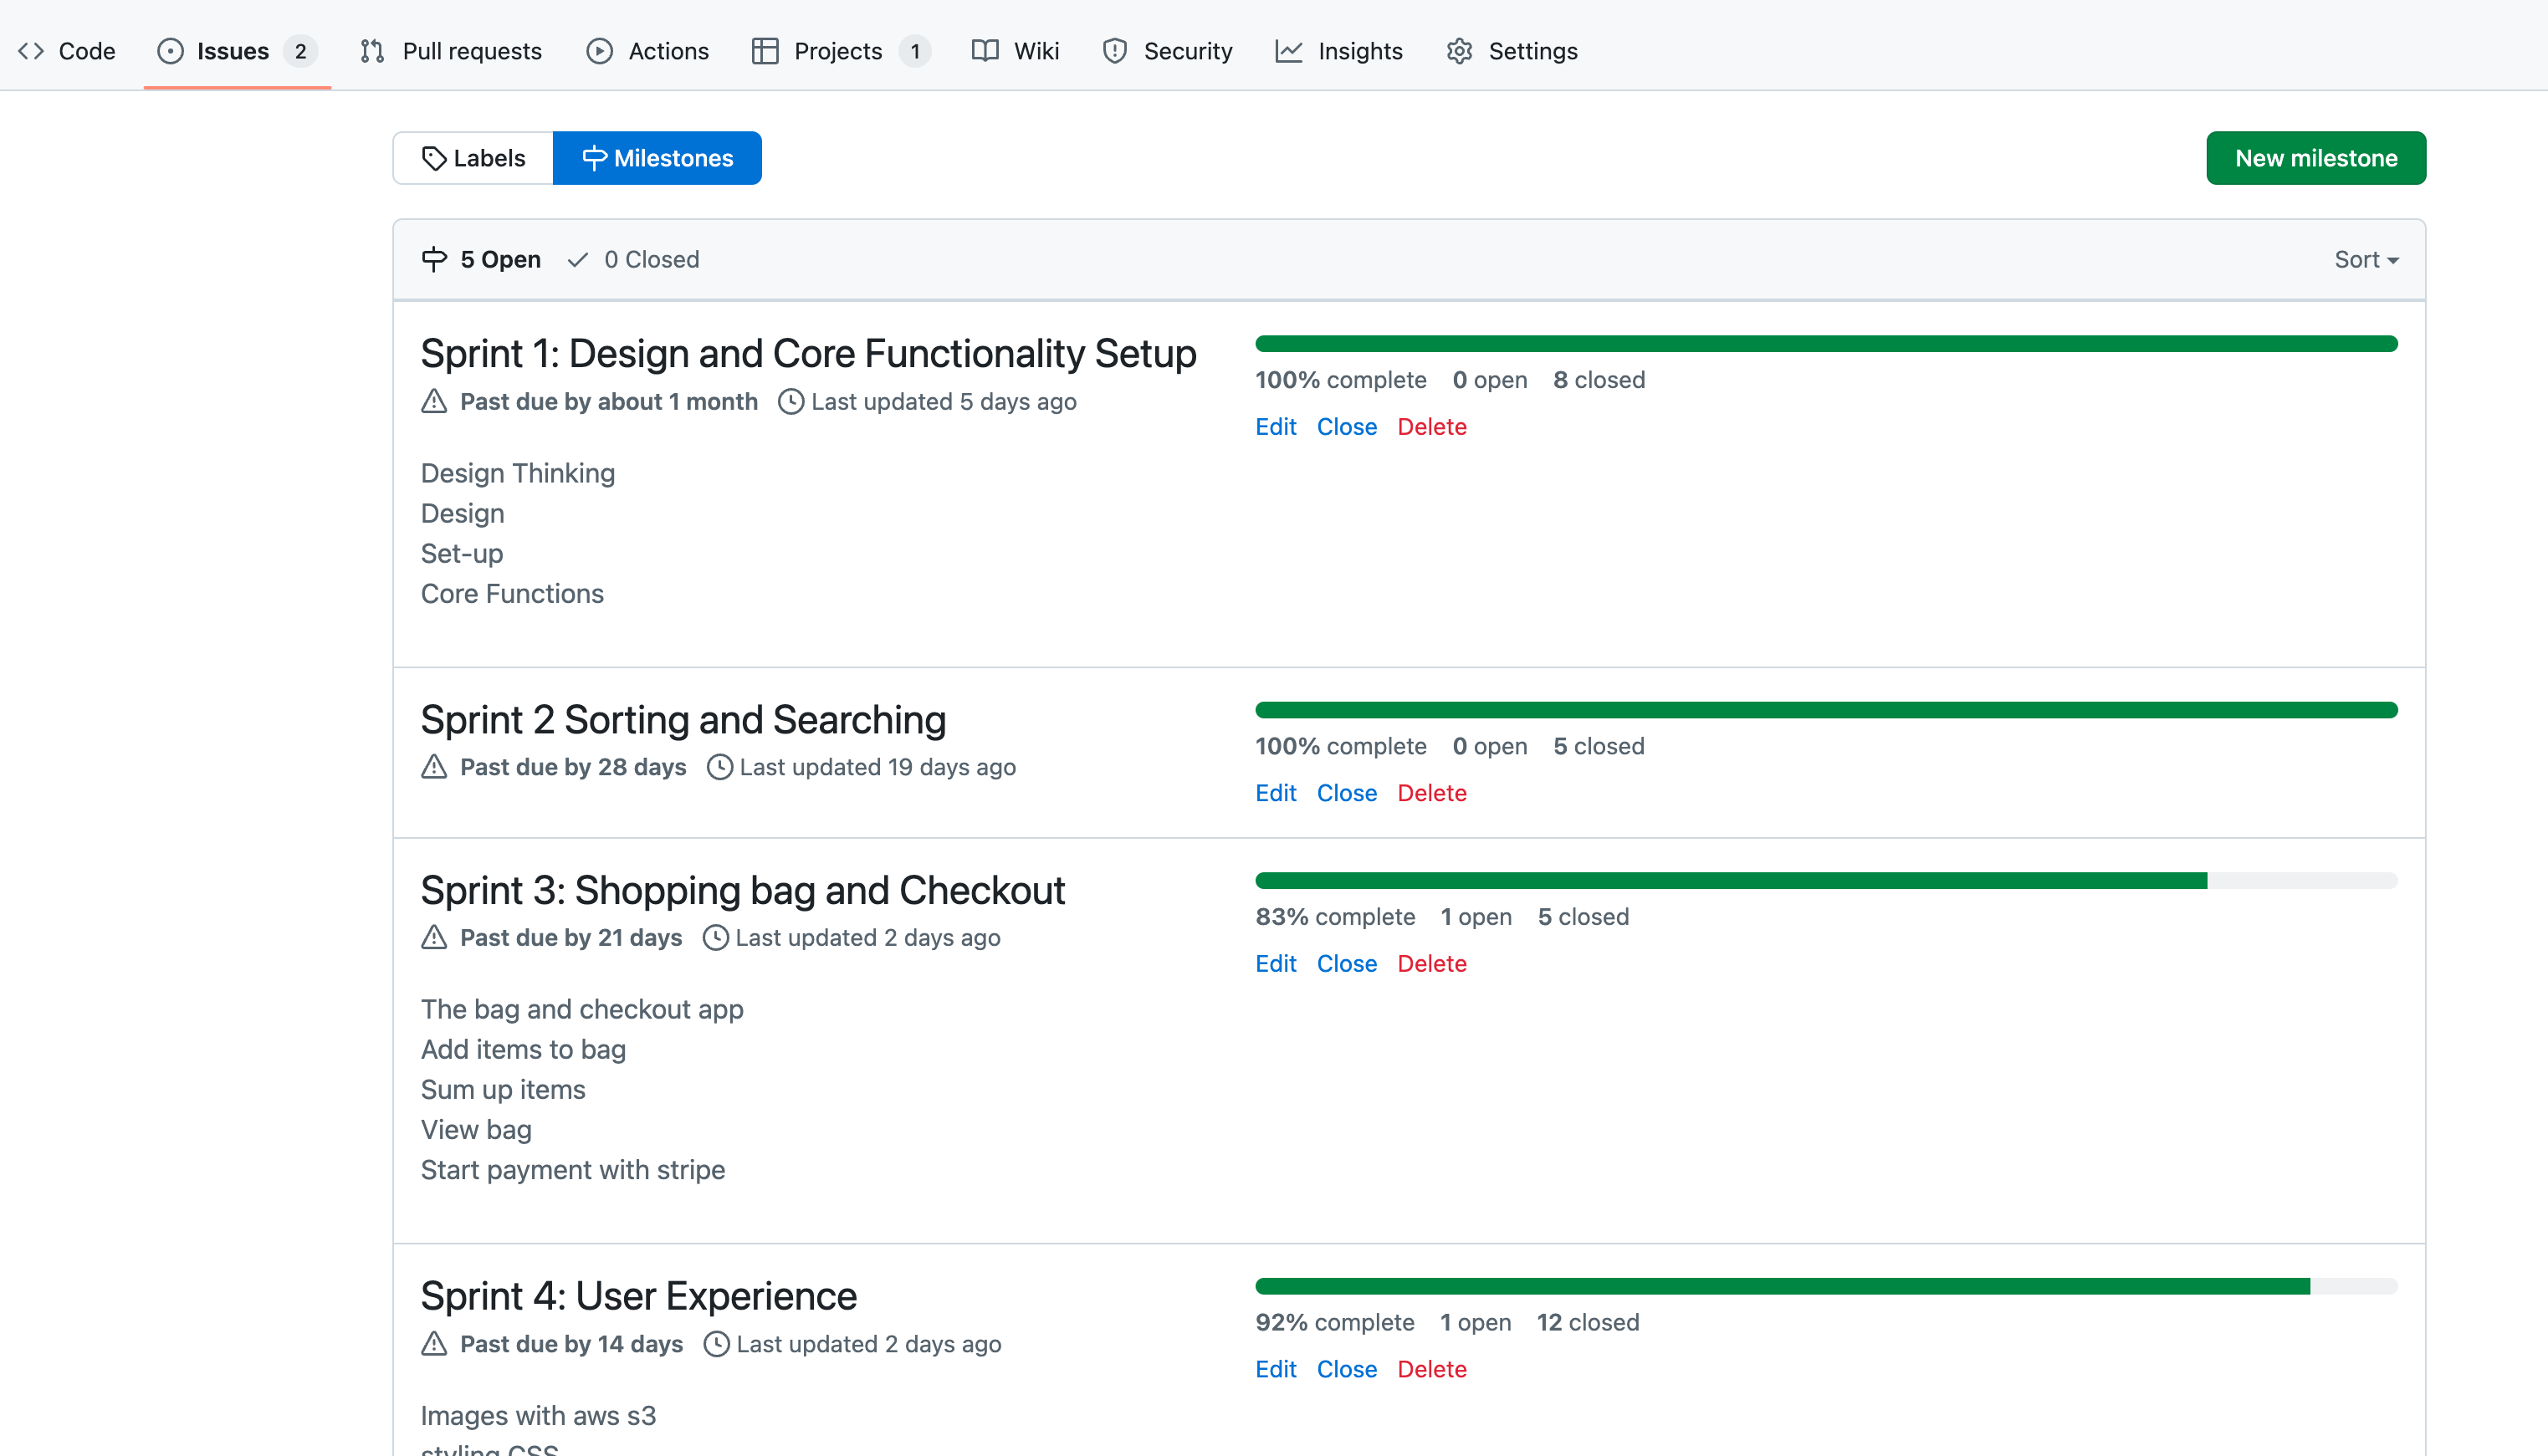 Code Issues 2 Pull requests Actions Projects 1 Wiki Security Insights Settings
Labels Milestones New milestone
5 Open 0 Closed Sort
Sprint 1: Design and Core Functionality Setup
Past due by about 1 month Last updated 5 days ago
100% complete 0 open 8 closed
Edit Close Delete
Design Thinking
Design
Set-up
Core Functions
Sprint 2 Sorting and Searching
Past due by 28 days Last updated 19 days ago
100% complete 0 open 5 closed
Edit Close Delete
Sprint 3: Shopping bag and Checkout
Past due by 21 days Last updated 2 days ago
83% complete 1 open 5 closed
Edit Close Delete
The bag and checkout app
Add items to bag
Sum up items
View bag
Start payment with stripe
Sprint 4: User Experience
Past due by 14 days Last updated 2 days ago
92% complete 1 open 12 closed
Edit Close Delete
Images with aws s3
styling CSS